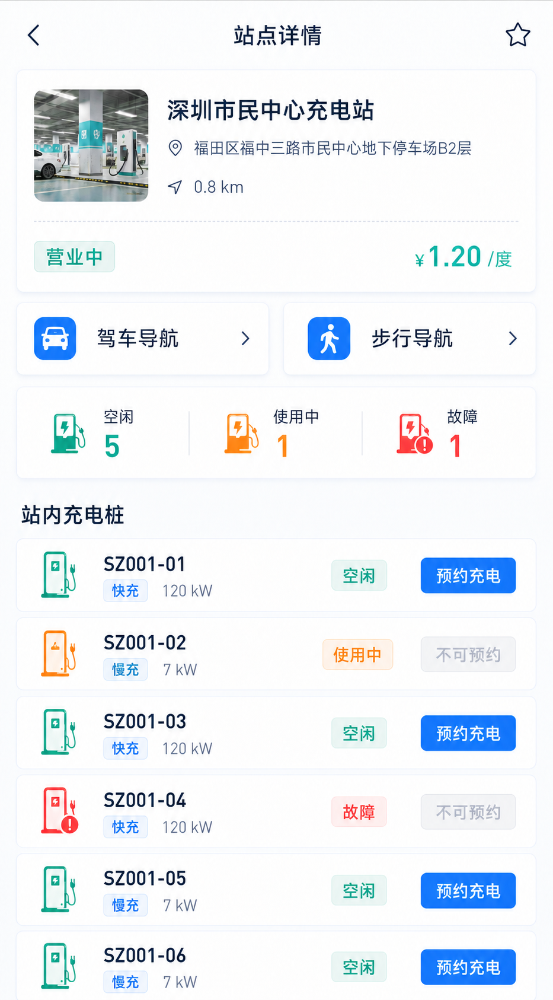 站点详情
深圳市民中心充电站
福田区福中三路市民中心地下停车场B2层
0.8 km
营业中
¥1.20 /度
驾车导航
步行导航
空闲
5
使用中
1
故障
1
站内充电桩
SZ001-01
快充 120 kW
空闲
预约充电
SZ001-02
慢充 7 kW
使用中
不可预约
SZ001-03
快充 120 kW
空闲
预约充电
SZ001-04
快充 120 kW
故障
不可预约
SZ001-05
慢充 7 kW
空闲
预约充电
SZ001-06
慢充 7 kW
空闲
预约充电